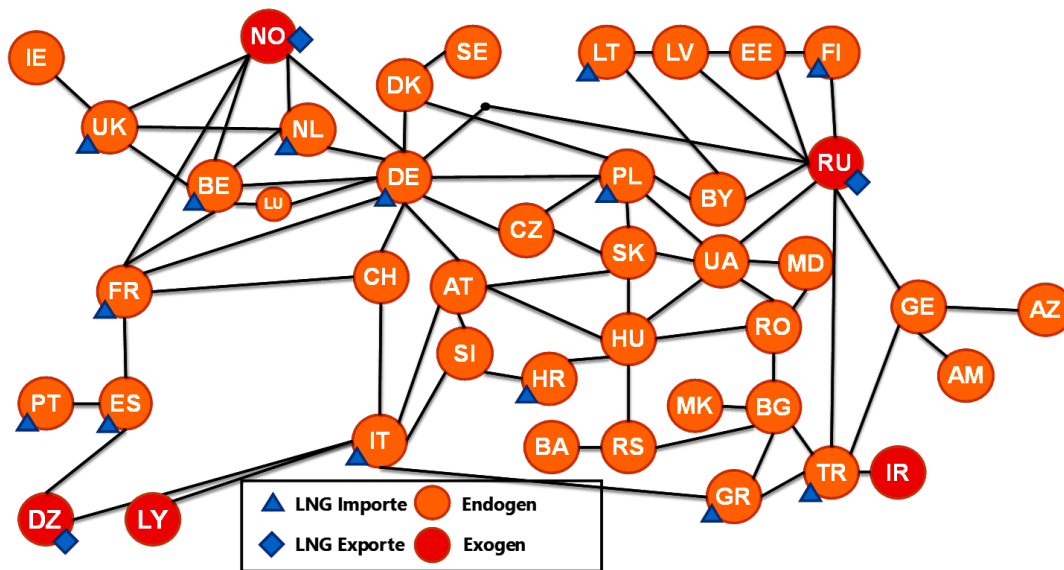 NO
IE
SE
LT
LV
EE
FI
DK
UK
NL
RU
BE
LU
DE
PL
BY
CZ
SK
UA
MD
FR
CH
AT
GE
AZ
RO
HU
SI
HR
AM
PT
ES
MK
BG
IT
BA
RS
TR
IR
GR
DZ
LY
LNG Importe
Endogen
LNG Exporte
Exogen